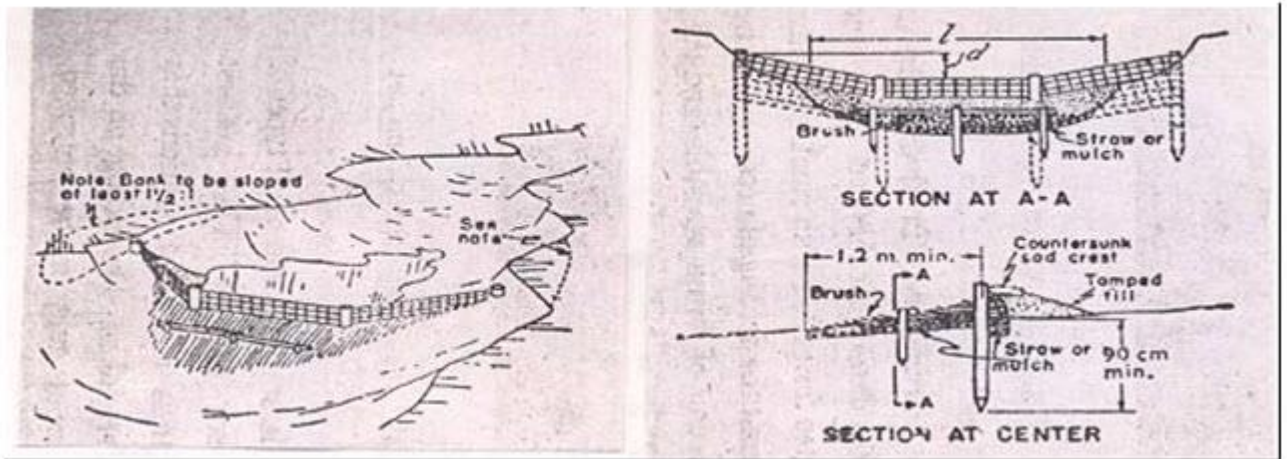 Note: Bank to be sloped
at least 1½:1
See
note
l
d
Brush
Straw or
mulch
SECTION AT A-A
1.2 m. min.
A
Countersunk
sod crest
Tamped
fill
Brush
Straw or
mulch
90 cm
min.
A
SECTION AT CENTER